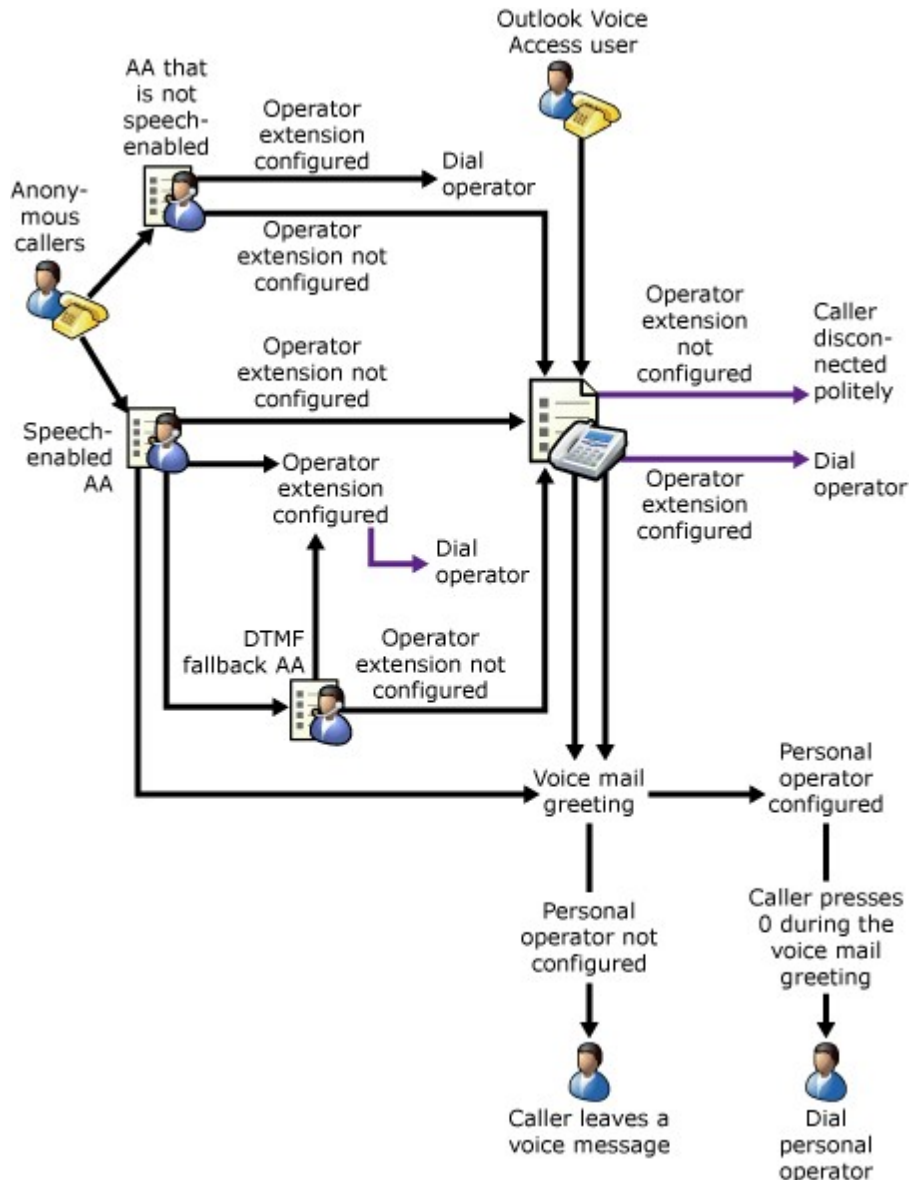 Outlook Voice
Access user
AA that
is not
speech-
enabled
Operator
extension
configured
Dial
operator
Anony-
mous
callers
Operator
extension not
configured
Operator
extension
not
configured
Caller
discon-
nected
politely
Operator
extension not
configured
Speech-
enabled
AA
Operator
extension
configured
Dial
operator
Operator
extension
configured
Dial
operator
DTMF
fallback AA
Operator
extension not
configured
Voice mail
greeting
Personal
operator
configured
Personal
operator not
configured
Caller presses
0 during the
voice mail
greeting
Caller leaves a
voice message
Dial
personal
operator